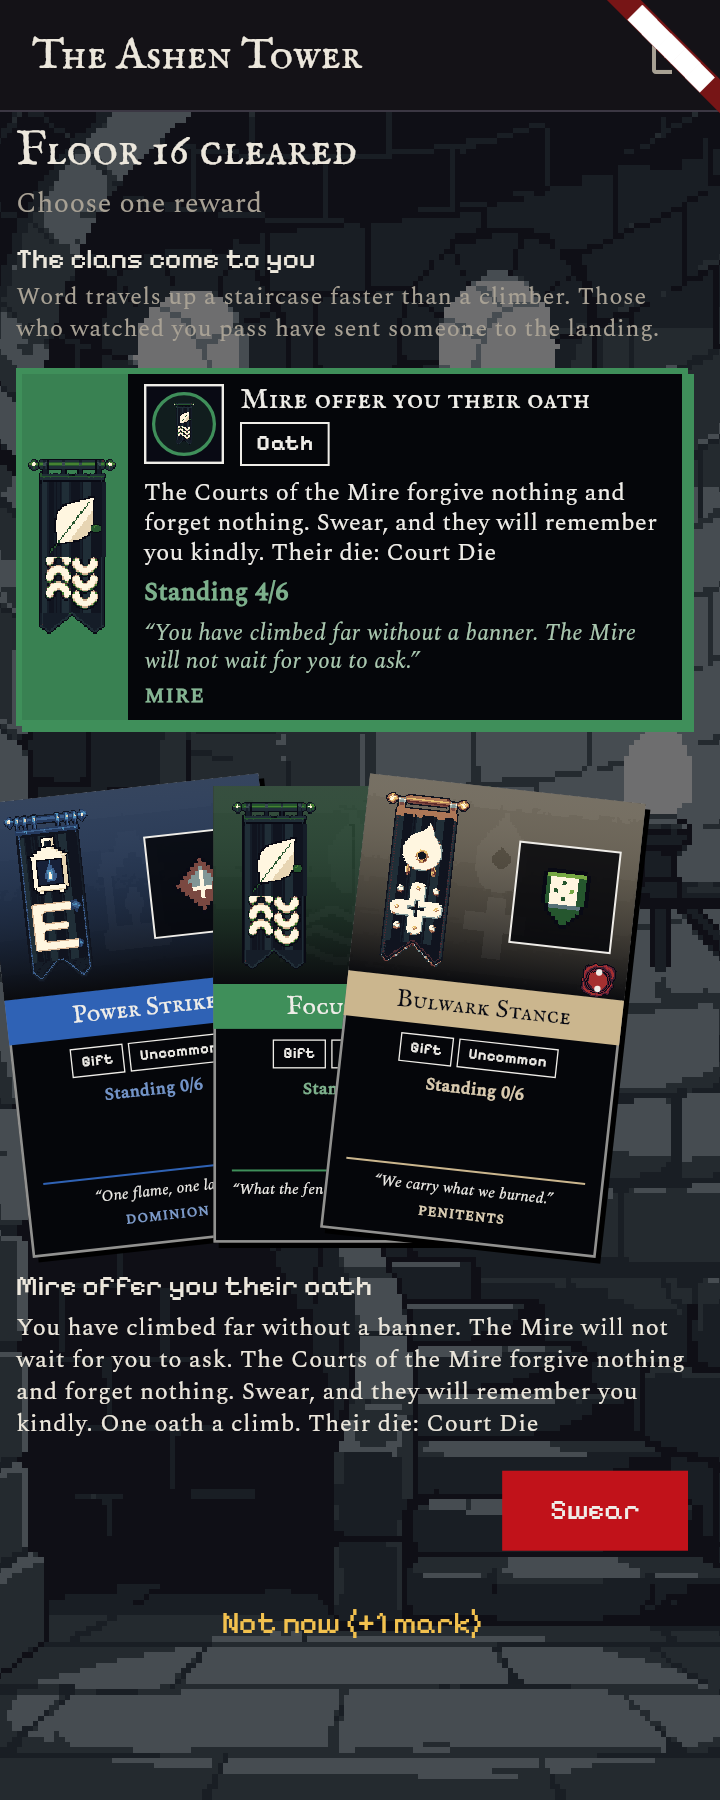 The Ashen Tower
Floor 16 cleared
Choose one reward
The clans come to you
Word travels up a staircase faster than a climber. Those
who watched you pass have sent someone to the landing.
Mire offer you their oath
Oath
The Courts of the Mire forgive nothing and
forget nothing. Swear, and they will remember
you kindly. Their die: Court Die
Standing 4/6
“You have climbed far without a banner. The Mire
will not wait for you to ask.”
MIRE
E
Power Strike
Gift
Uncommon
Standing 0/6
“One flame, one la
DOMINION
Focu
Gift
Stan
“What the fen
Bulwark Stance
Gift
Uncommon
Standing 0/6
“We carry what we burned.”
PENITENTS
Mire offer you their oath
You have climbed far without a banner. The Mire will not
wait for you to ask. The Courts of the Mire forgive nothing
and forget nothing. Swear, and they will remember you
kindly. One oath a climb. Their die: Court Die
Swear
Not now (+1 mark)